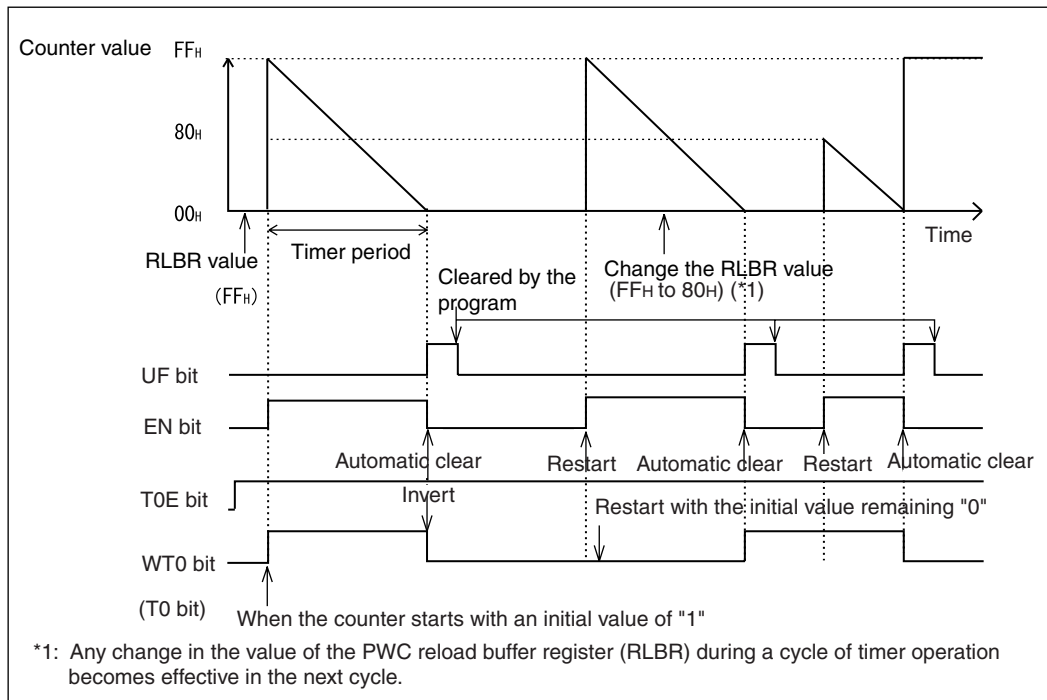 Counter value
FFH
80H
00H
Time
RLBR value
(FFH)
Timer period
Change the RLBR value
(FFH to 80H) (*1)
Cleared by the
program
UF bit
EN bit
Automatic clear
Restart
Automatic clear
Restart
Automatic clear
T0E bit
Invert
Restart with the initial value remaining "0"
WT0 bit
(T0 bit)
When the counter starts with an initial value of "1"
*1: Any change in the value of the PWC reload buffer register (RLBR) during a cycle of timer operation
becomes effective in the next cycle.